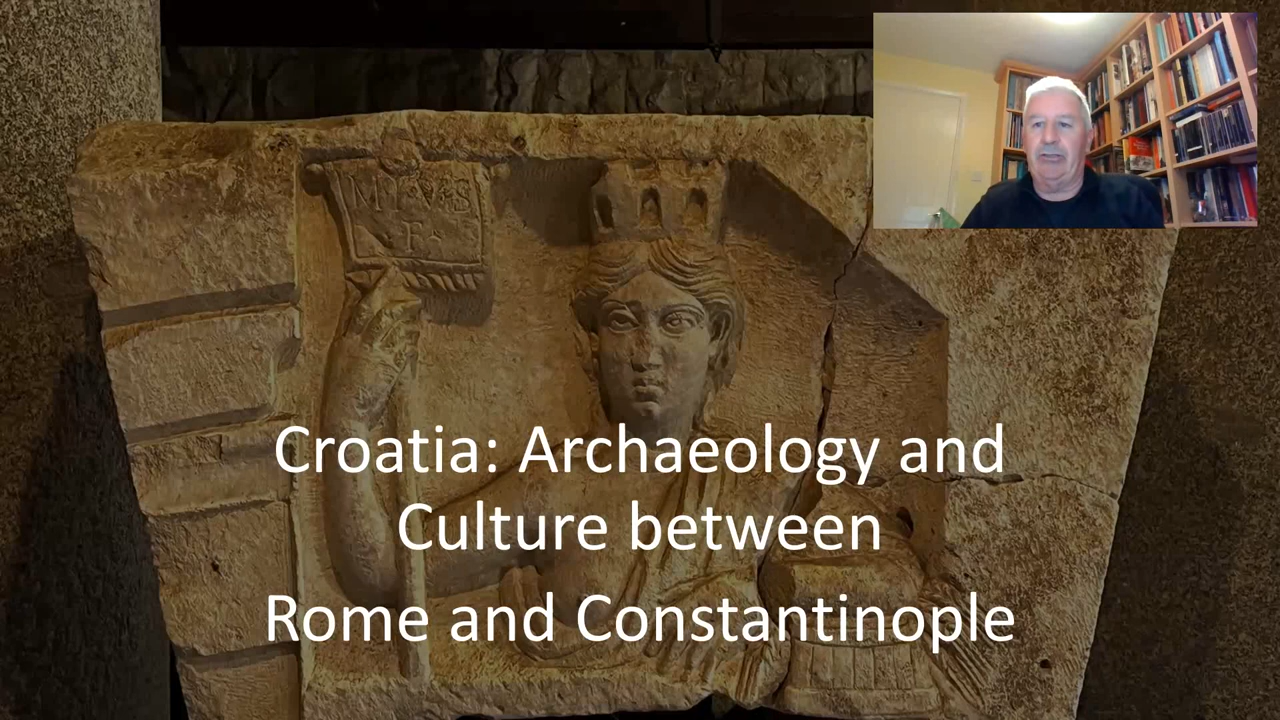 Croatia: Archaeology and
Culture between
Rome and Constantinople